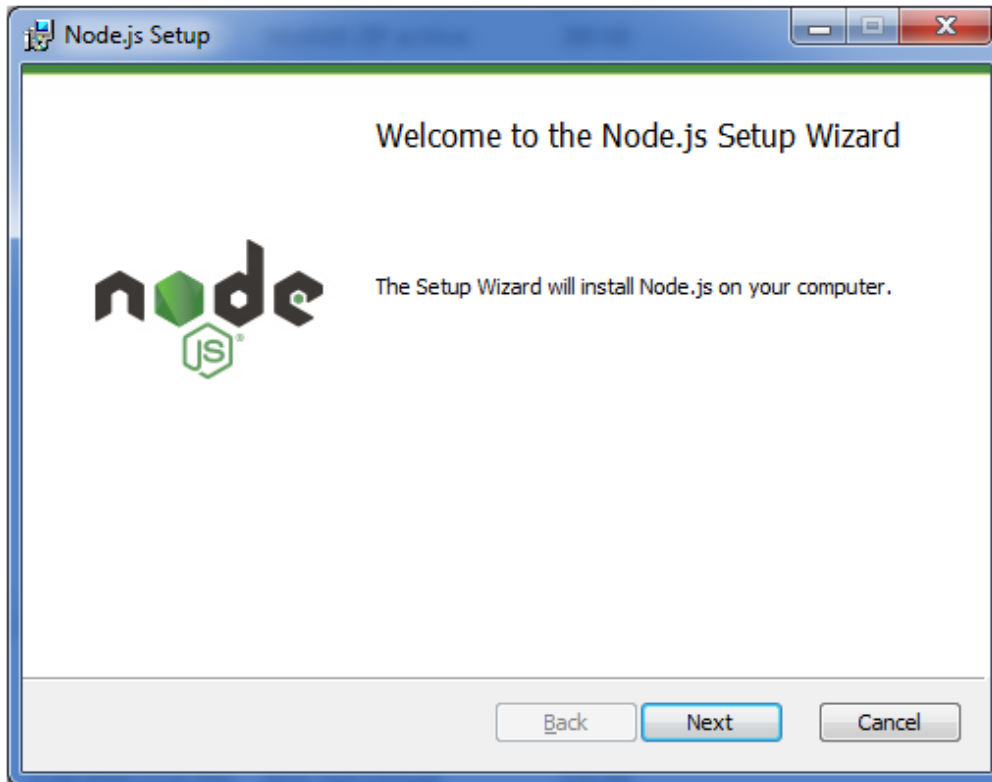 Node.js Setup
Welcome to the Node.js Setup Wizard
The Setup Wizard will install Node.js on your computer.
node
JS®
Back
Next
Cancel